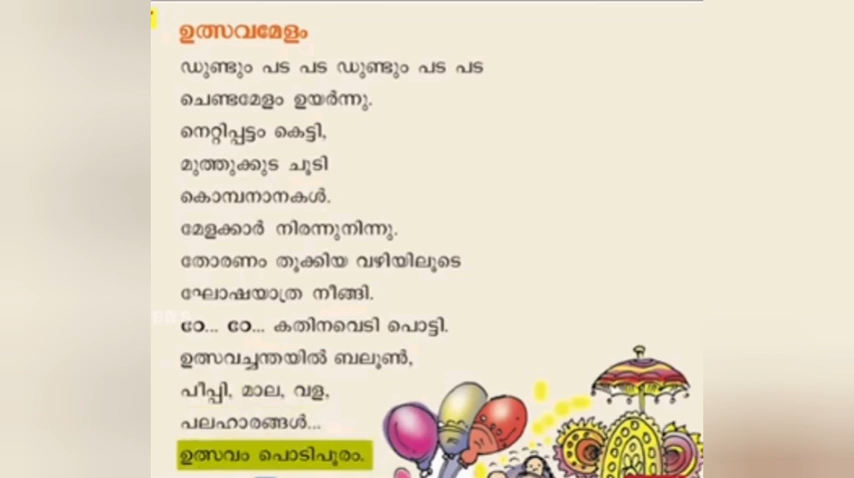 ഉത്സവമേളം
ഡുണ്ടും പട പട ഡുണ്ടും പട പട
ചെണ്ടമേളം ഉയർന്നു.
നെറ്റിപ്പട്ടം കെട്ടി,
മുത്തുക്കുട ചൂടി
കൊമ്പനാനകൾ.
മേളക്കാർ നിരന്നുനിന്നു.
തോരണം തൂക്കിയ വഴിയിലൂടെ
ഘോഷയാത്ര നീങ്ങി.
ഠേ... ഠേ... കതിനവെടി പൊട്ടി.
ഉത്സവച്ചന്തയിൽ ബലൂൺ,
പീപ്പി, മാല, വള,
പലഹാരങ്ങൾ...
ഉത്സവം പൊടിപൂരം.